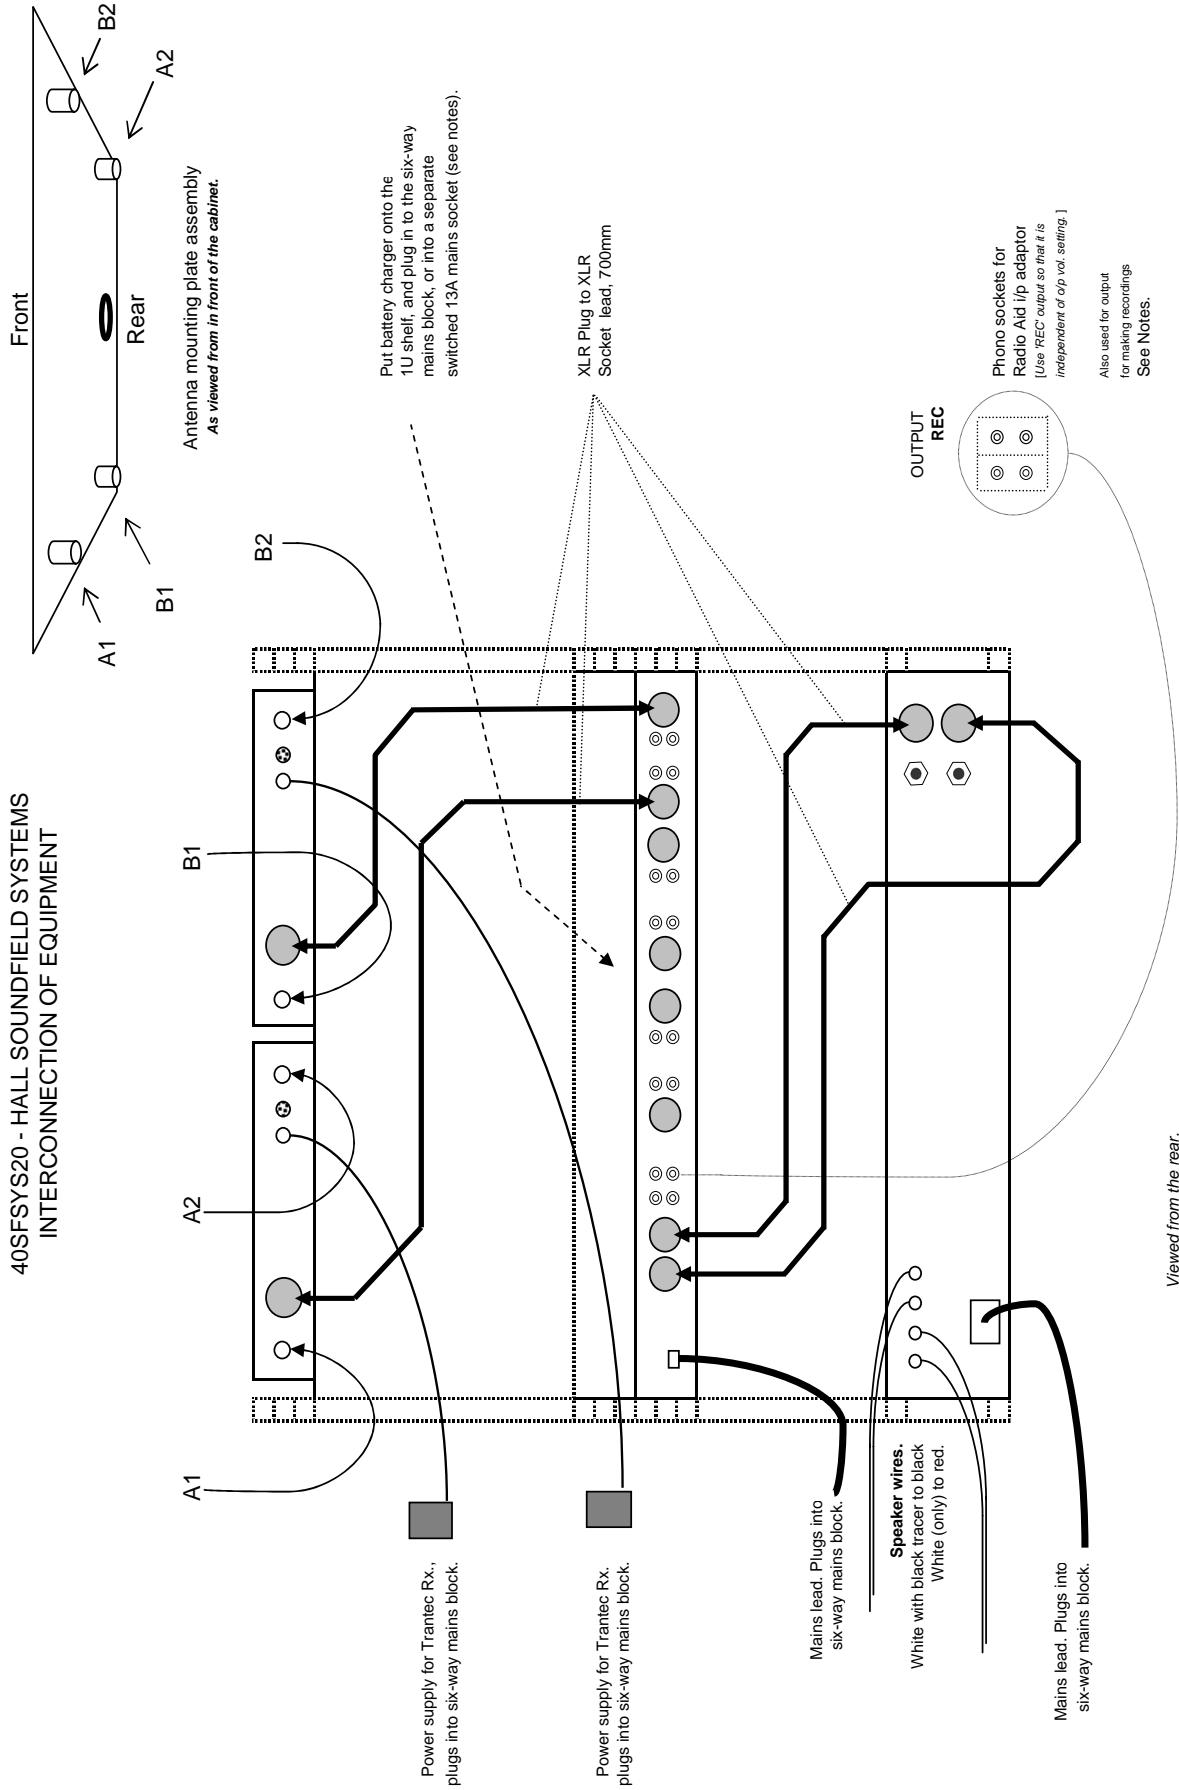 40SFSYS20 - HALL SOUNDFIELD SYSTEMS
INTERCONNECTION OF EQUIPMENT
Front
Rear
A1
B1
B2
A2
Antenna mounting plate assembly
As viewed from in front of the cabinet.
A1
A2
B1
B2
Put battery charger onto the
1U shelf, and plug in to the six-way
mains block, or into a separate
switched 13A mains socket (see notes).
Power supply for Trantec Rx.,
plugs into six-way mains block.
Power supply for Trantec Rx.
plugs into six-way mains block.
XLR Plug to XLR
Socket lead, 700mm
Mains lead. Plugs into
six-way mains block.
Speaker wires.
White with black tracer to black
White (only) to red.
Mains lead. Plugs into
six-way mains block.
OUTPUT
REC
Phono sockets for
Radio Aid i/p adaptor
[Use 'REC' output so that it is
independent of o/p vol. setting. ]
Also used for output
for making recordings
See Notes.
Viewed from the rear.